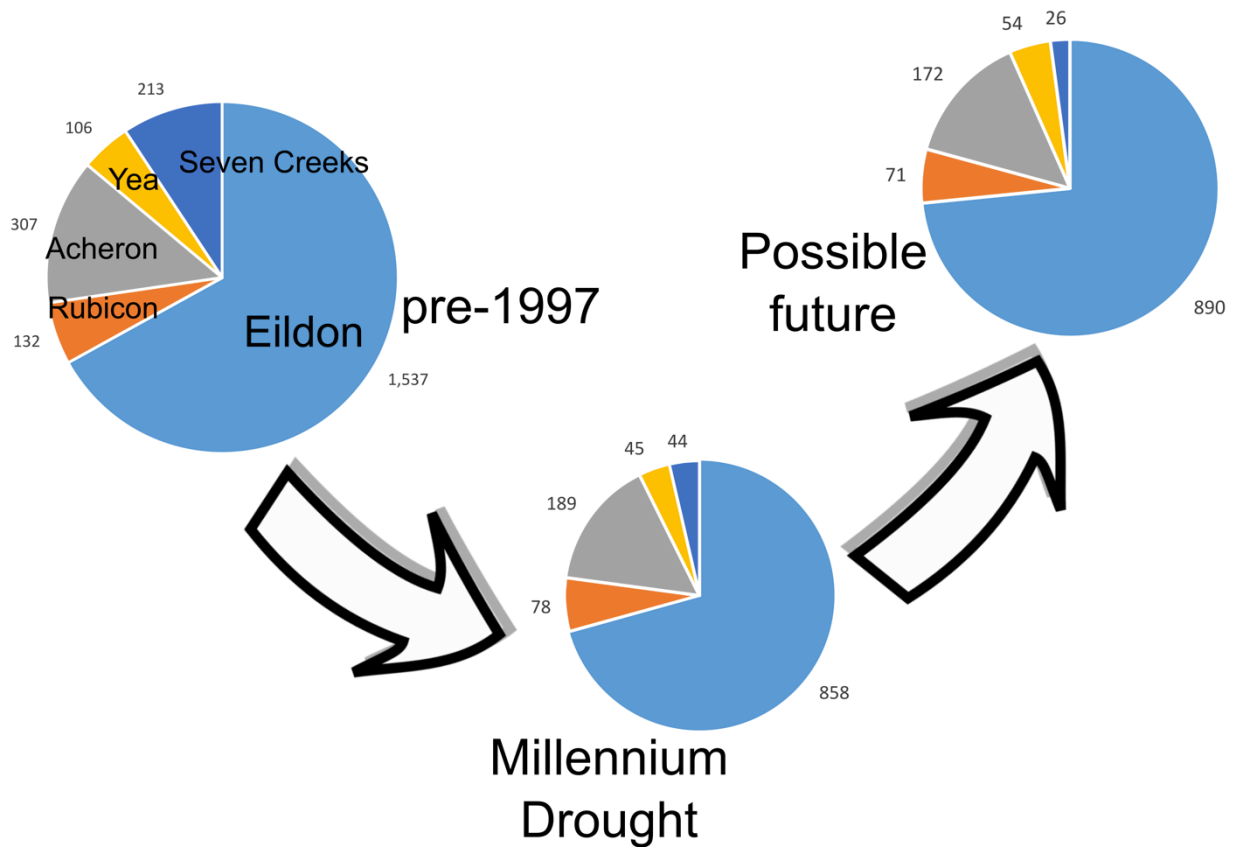 213
106
Seven Creeks
Yea
307
Acheron
Rubicon
132
Eildon
pre-1997
1,537
45
44
189
78
858
Millennium
Drought
54
26
172
71
Possible
future
890